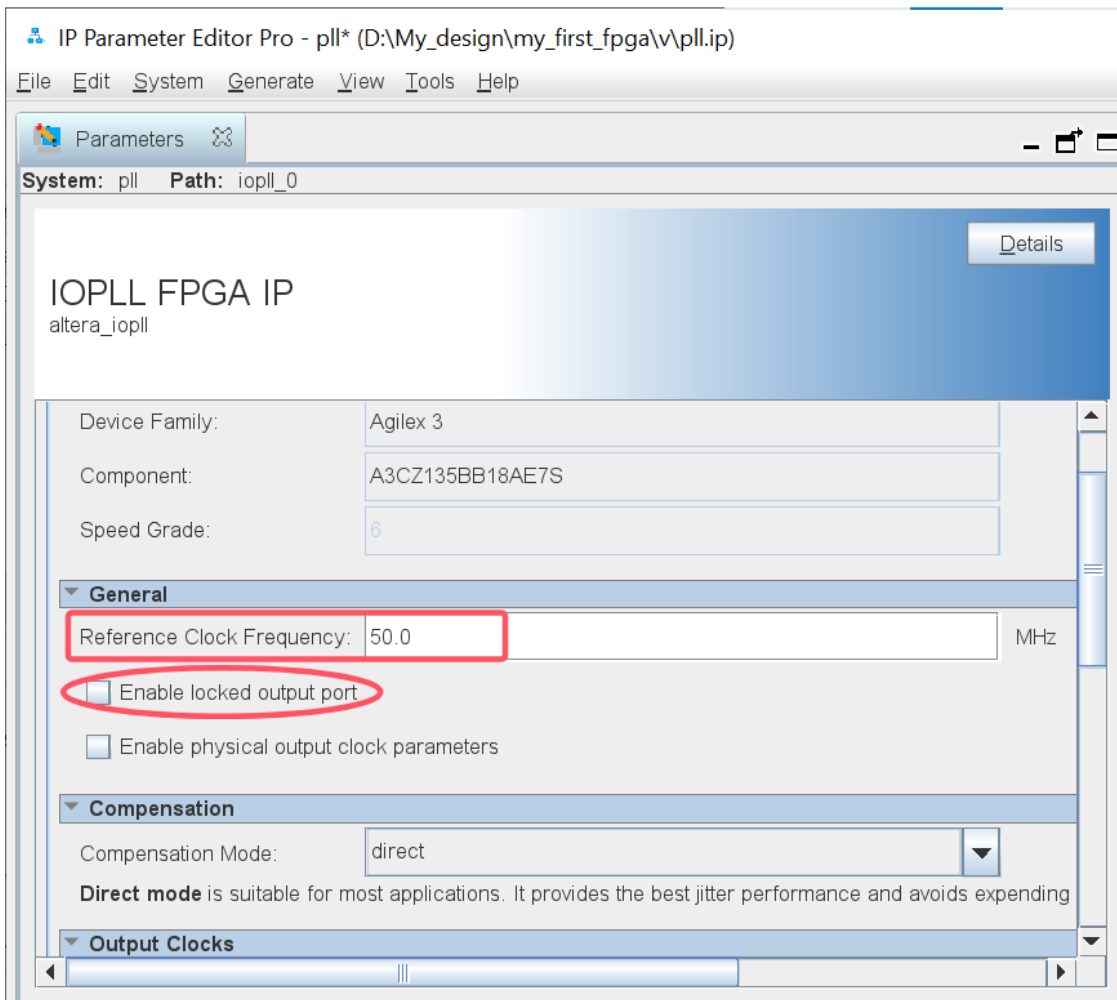 IP Parameter Editor Pro - pll* (D:\My_design\my_first_fpga\v\pll.ip)
File Edit System Generate View Tools Help
Parameters
System: pll Path: iopll_0
Details
IOPLL FPGA IP
altera_iopll
Device Family: Agilex 3
Component: A3CZ135BB18AE7S
Speed Grade: 6
General
Reference Clock Frequency: 50.0 MHz
Enable locked output port
Enable physical output clock parameters
Compensation
Compensation Mode: direct
Direct mode is suitable for most applications. It provides the best jitter performance and avoids expending
Output Clocks